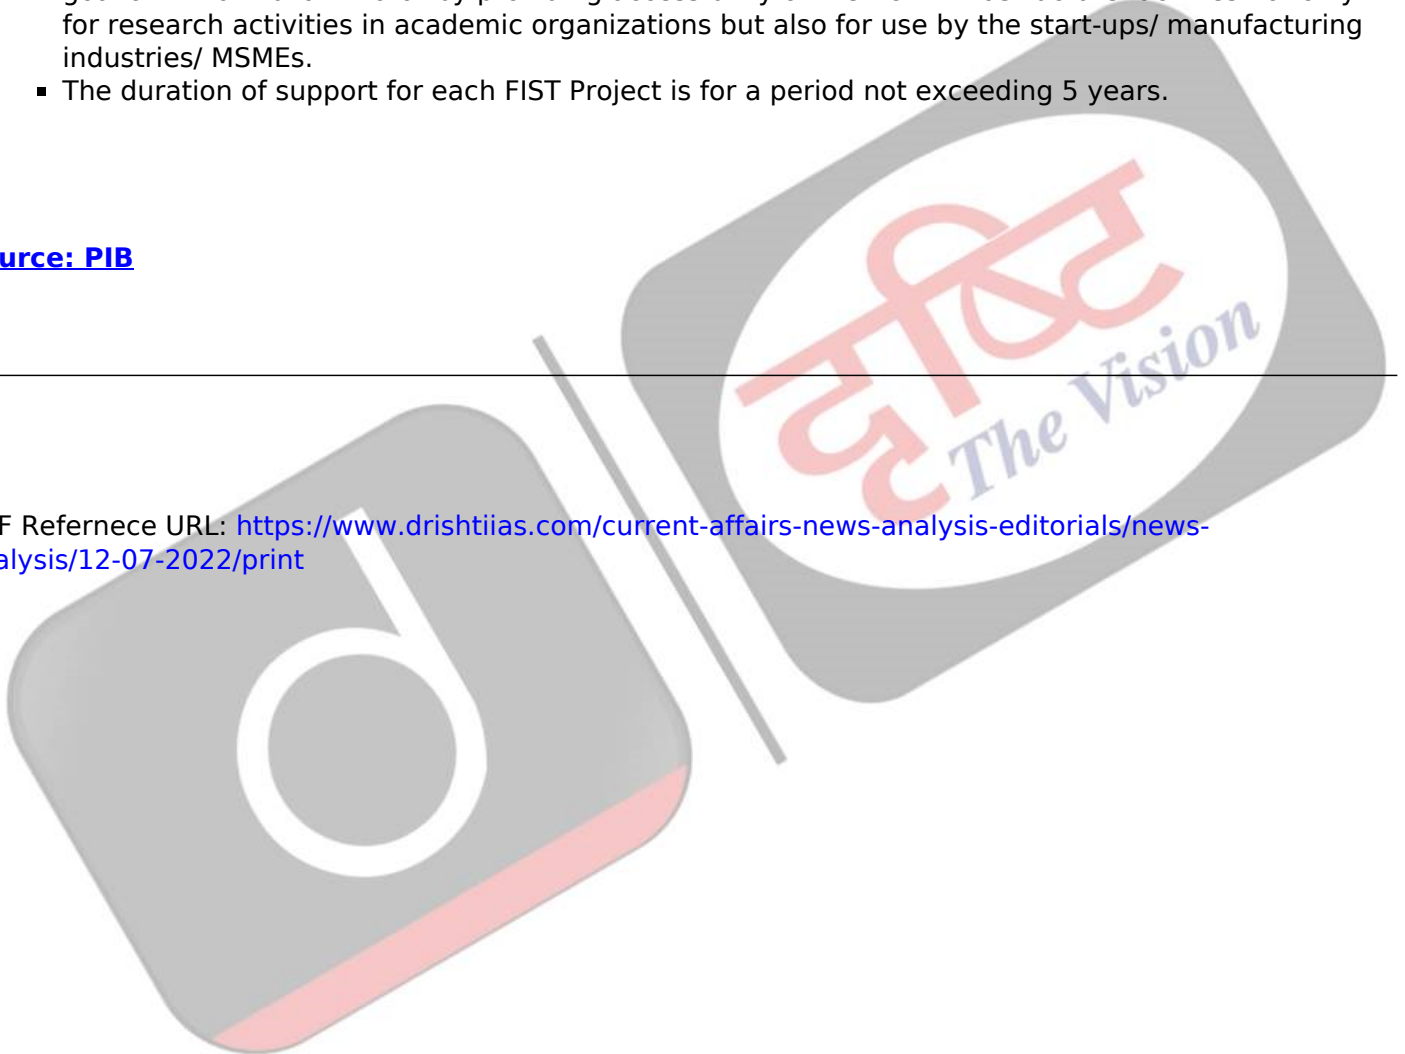 for research activities in academic organizations but also for use by the start-ups/ manufacturing
industries/ MSMEs.
▪ The duration of support for each FIST Project is for a period not exceeding 5 years.
urce: PIB
F Refernece URL: https://www.drishtiias.com/current-affairs-news-analysis-editorials/news-
alysis/12-07-2022/print
दृष्टि
The Vision
d